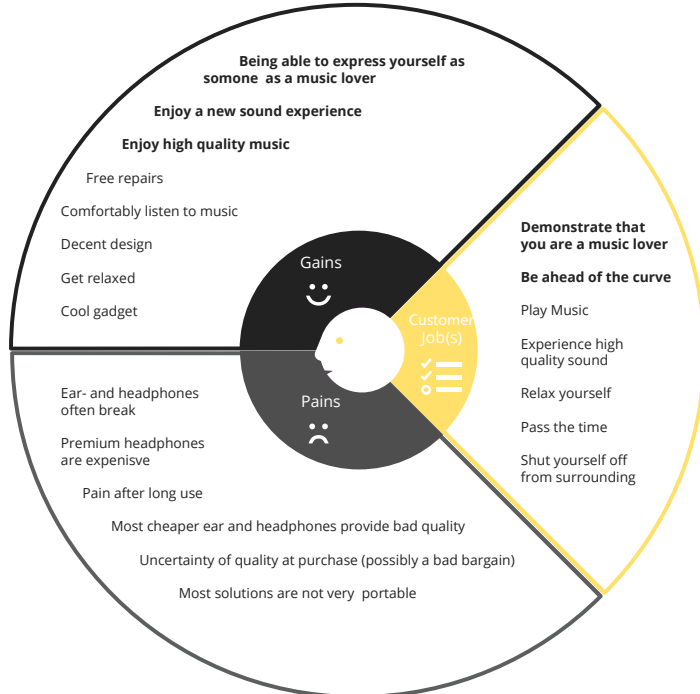 Being able to express yourself as
somone as a music lover
Enjoy a new sound experience
Enjoy high quality music
Free repairs
Comfortably listen to music
Decent design
Get relaxed
Cool gadget
Gains
Customer
Job(s)
Demonstrate that
you are a music lover
Be ahead of the curve
Play Music
Experience high
quality sound
Relax yourself
Pass the time
Shut yourself off
from surrounding
Pains
Ear- and headphones
often break
Premium headphones
are expenisve
Pain after long use
Most cheaper ear and headphones provide bad quality
Uncertainty of quality at purchase (possibly a bad bargain)
Most solutions are not very portable